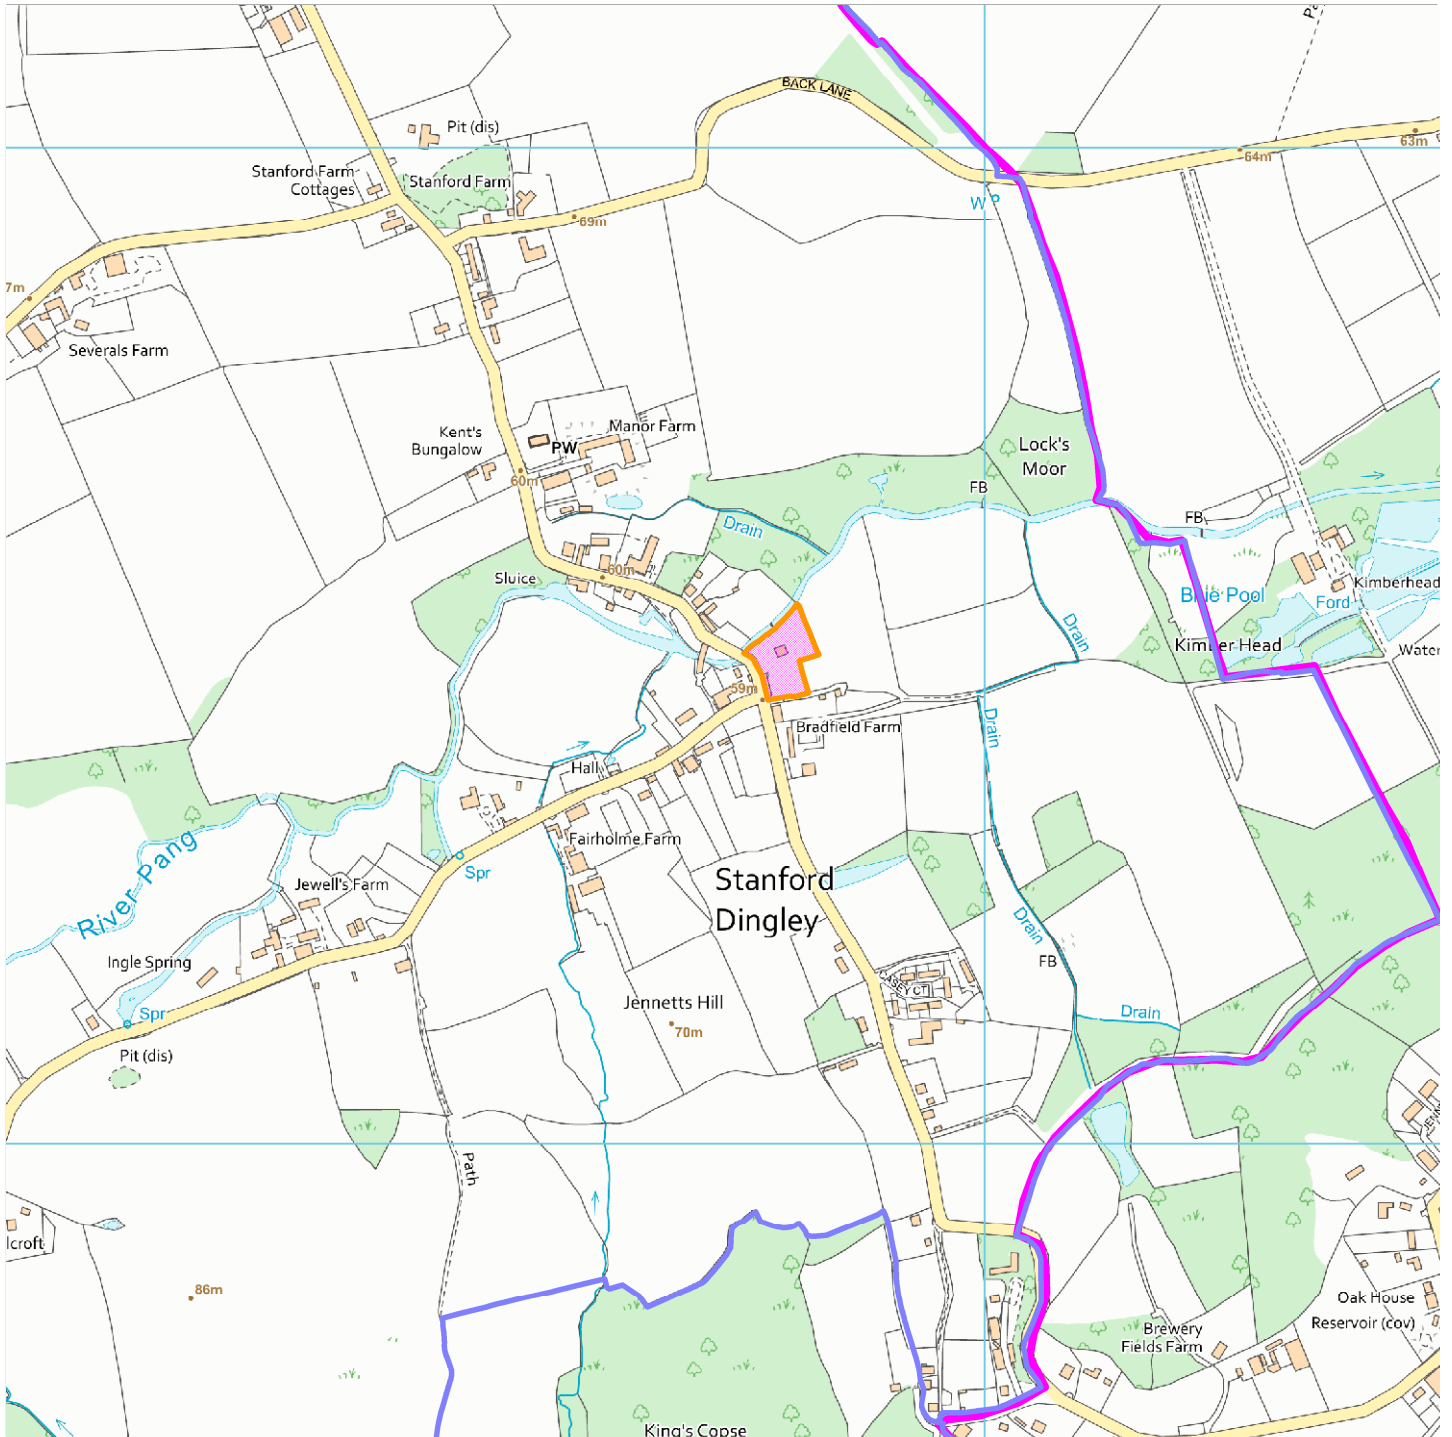 BACK LANE
Pit (dis)
63m
64m
Stanford Farm
Cottages
Stanford Farm
W
69m
7m
Severals Farm
Kent's
Bungalow
Manor Farm
PW
Lock's
Moor
60m
FB
Drain
FB
60m
Sluice
Kimberhead
Blue Pool
Ford
Drain
Kimber Head
Water
59m
Bradfield Farm
Drain
Hall
Fairholme Farm
River Pang
Spr
Jewell's Farm
Stanford
Dingley
Drain
FB
Ingle Spring
CASEY CT
Jennetts Hill
70m
Spr
Drain
Pit (dis)
Path
lcroft
86m
Oak House
Reservoir (cov)
Brewery
Fields Farm
King's Copse